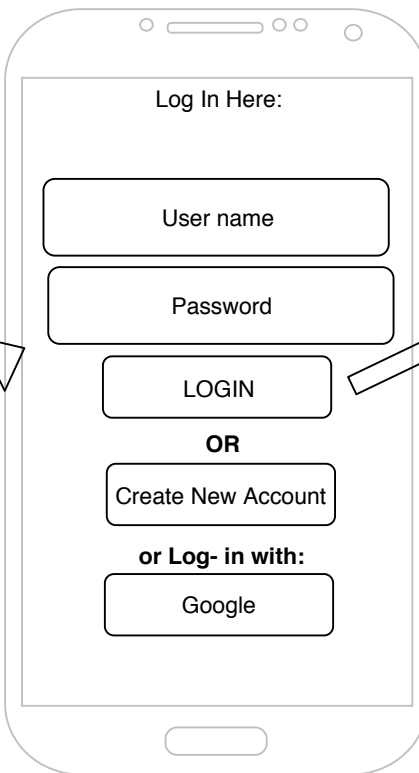 Log In Here:
User name
Password
LOGIN
OR
Create New Account
or Log- in with:
Google